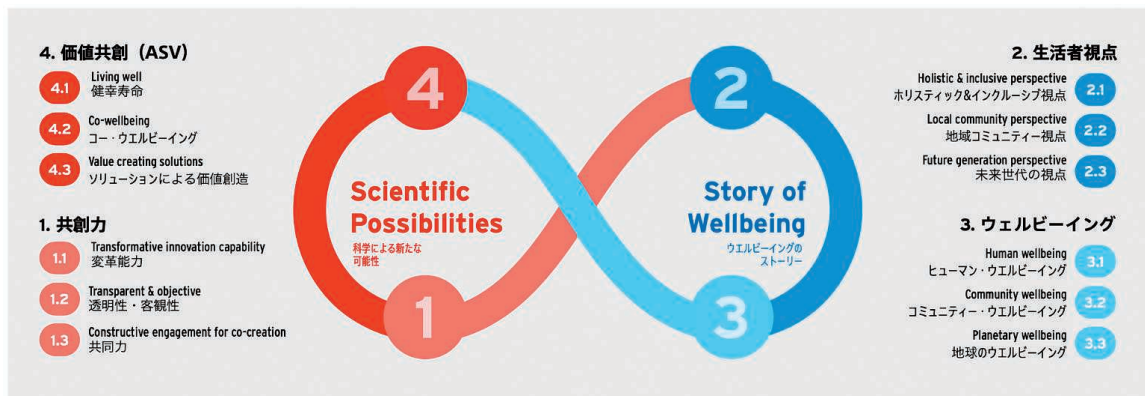 4. 価値共創（ASV）
4.1
Living well
健幸寿命
4.2
Co-wellbeing
コー・ウエルビーイング
4.3
Value creating solutions
ソリューションによる価値創造
1. 共創力
1.1
Transformative innovation capability
変革能力
1.2
Transparent & objective
透明性・客観性
1.3
Constructive engagement for co-creation
共同力
4
2
Scientific
Possibilities
科学による新たな
可能性
Story of
Wellbeing
ウエルビーイングの
ストーリー
1
3
2. 生活者視点
Holistic & inclusive perspective
ホリスティック&インクルーシブ視点
2.1
Local community perspective
地域コミュニティー視点
2.2
Future generation perspective
未来世代の視点
2.3
3. ウェルビーイング
Human wellbeing
ヒューマン・ウエルビーイング
3.1
Community wellbeing
コミュニティー・ウエルビーイング
3.2
Planetary wellbeing
地球のウエルビーイング
3.3